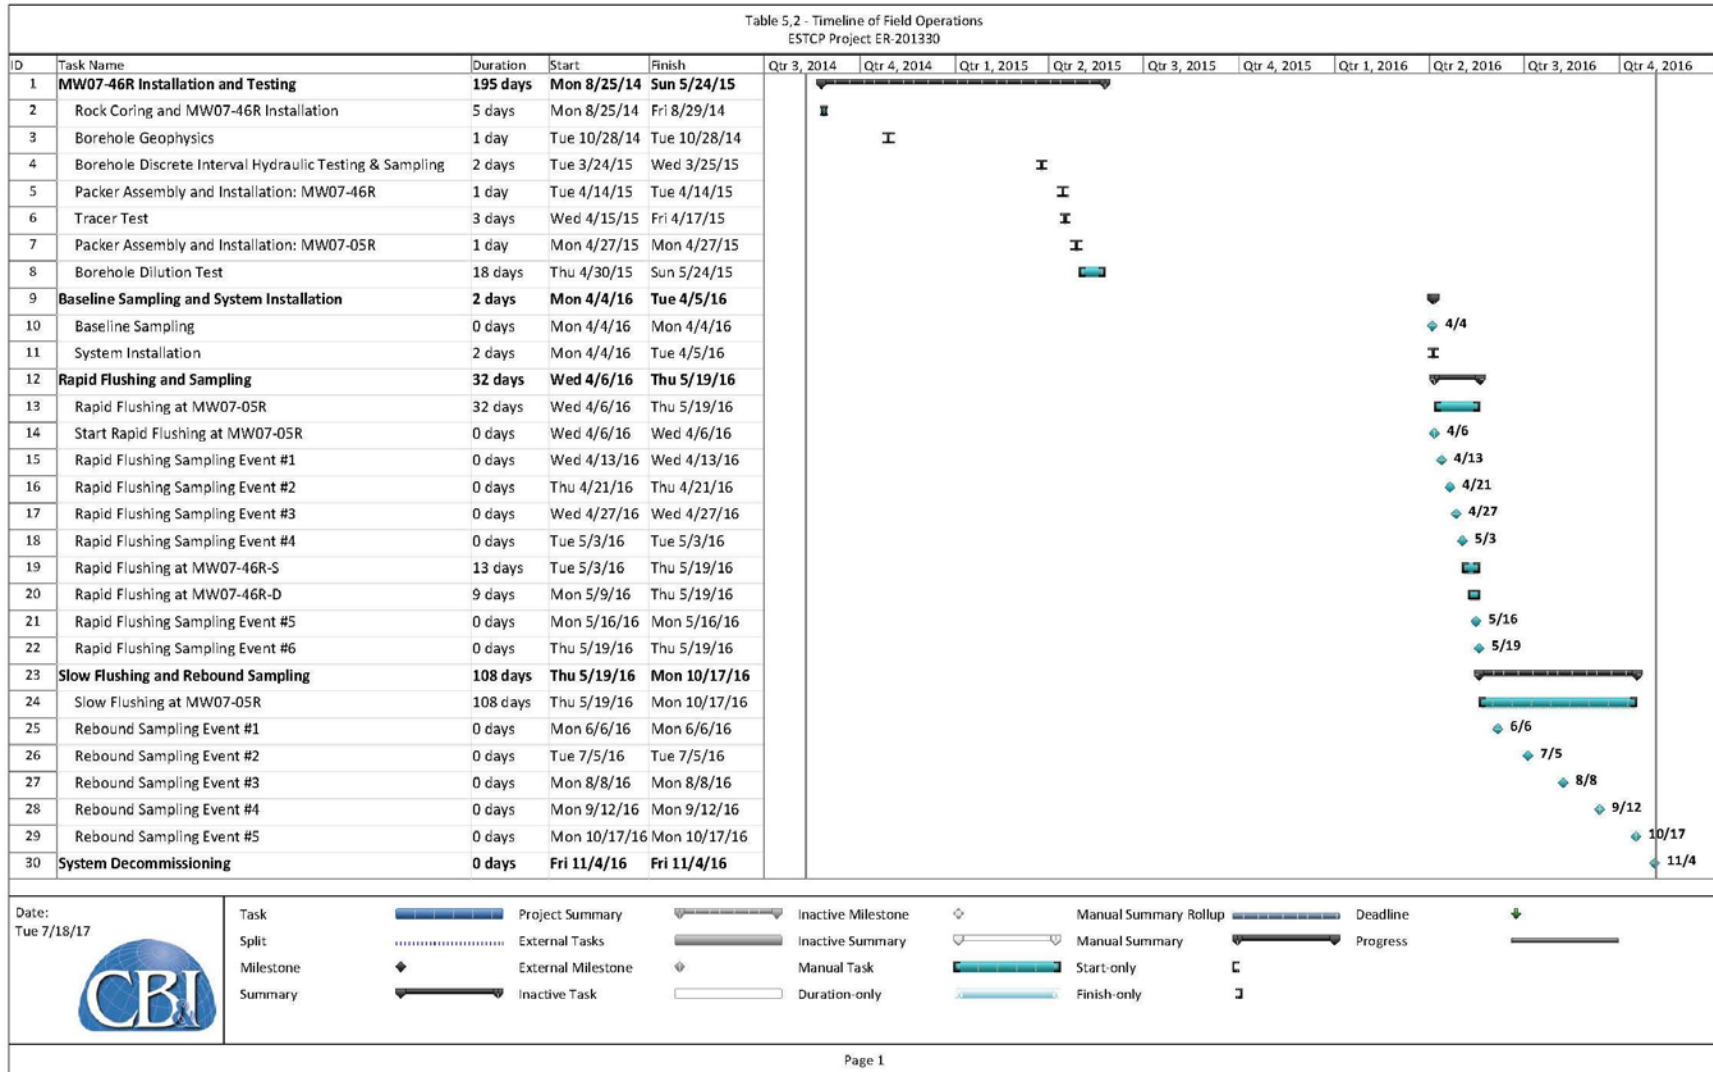 Table 5,2 - Timeline of Field Operations
ESTCP Project ER-201330
ID Task Name Duration Start Finish Qtr 3, 2014 Qtr 4, 2014 Qtr 1, 2015 Qtr 2, 2015 Qtr 3, 2015 Qtr 4, 2015 Qtr 1, 2016 Qtr 2, 2016 Qtr 3, 2016 Qtr 4, 2016
1 MW07-46R Installation and Testing 195 days Mon 8/25/14 Sun 5/24/15
2 Rock Coring and MW07-46R Installation 5 days Mon 8/25/14 Fri 8/29/14
3 Borehole Geophysics 1 day Tue 10/28/14 Tue 10/28/14
4 Borehole Discrete Interval Hydraulic Testing & Sampling 2 days Tue 3/24/15 Wed 3/25/15
5 Packer Assembly and Installation: MW07-46R 1 day Tue 4/14/15 Tue 4/14/15
6 Tracer Test 3 days Wed 4/15/15 Fri 4/17/15
7 Packer Assembly and Installation: MW07-05R 1 day Mon 4/27/15 Mon 4/27/15
8 Borehole Dilution Test 18 days Thu 4/30/15 Sun 5/24/15
9 Baseline Sampling and System Installation 2 days Mon 4/4/16 Tue 4/5/16
10 Baseline Sampling 0 days Mon 4/4/16 Mon 4/4/16 4/4
11 System Installation 2 days Mon 4/4/16 Tue 4/5/16
12 Rapid Flushing and Sampling 32 days Wed 4/6/16 Thu 5/19/16
13 Rapid Flushing at MW07-05R 32 days Wed 4/6/16 Thu 5/19/16
14 Start Rapid Flushing at MW07-05R 0 days Wed 4/6/16 Wed 4/6/16 4/6
15 Rapid Flushing Sampling Event #1 0 days Wed 4/13/16 Wed 4/13/16 4/13
16 Rapid Flushing Sampling Event #2 0 days Thu 4/21/16 Thu 4/21/16 4/21
17 Rapid Flushing Sampling Event #3 0 days Wed 4/27/16 Wed 4/27/16 4/27
18 Rapid Flushing Sampling Event #4 0 days Tue 5/3/16 Tue 5/3/16 5/3
19 Rapid Flushing at MW07-46R-S 13 days Tue 5/3/16 Thu 5/19/16
20 Rapid Flushing at MW07-46R-D 9 days Mon 5/9/16 Thu 5/19/16
21 Rapid Flushing Sampling Event #5 0 days Mon 5/16/16 Mon 5/16/16 5/16
22 Rapid Flushing Sampling Event #6 0 days Thu 5/19/16 Thu 5/19/16 5/19
23 Slow Flushing and Rebound Sampling 108 days Thu 5/19/16 Mon 10/17/16
24 Slow Flushing at MW07-05R 108 days Thu 5/19/16 Mon 10/17/16
25 Rebound Sampling Event #1 0 days Mon 6/6/16 Mon 6/6/16 6/6
26 Rebound Sampling Event #2 0 days Tue 7/5/16 Tue 7/5/16 7/5
27 Rebound Sampling Event #3 0 days Mon 8/8/16 Mon 8/8/16 8/8
28 Rebound Sampling Event #4 0 days Mon 9/12/16 Mon 9/12/16 9/12
29 Rebound Sampling Event #5 0 days Mon 10/17/16 Mon 10/17/16 10/17
30 System Decommissioning 0 days Fri 11/4/16 Fri 11/4/16 11/4
Date:
Tue 7/18/17
CB&I
Task Project Summary Inactive Milestone Manual Summary Rollup Deadline
Split External Tasks Inactive Summary Manual Summary Progress
Milestone External Milestone Manual Task Start-only
Summary Inactive Task Duration-only Finish-only
Page 1